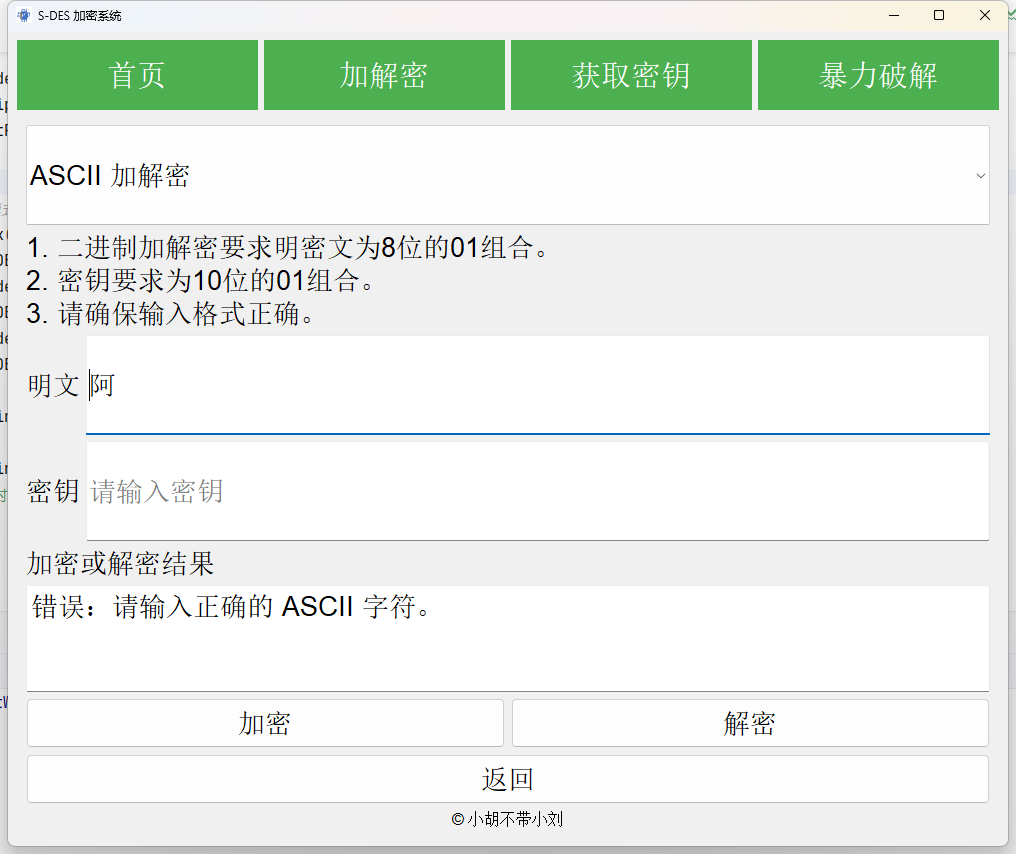 S-DES 加密系统
首页 加解密 获取密钥 暴力破解
ASCII 加解密
1. 二进制加解密要求明密文为8位的01组合。
2. 密钥要求为10位的01组合。
3. 请确保输入格式正确。
明文 阿
密钥 请输入密钥
加密或解密结果
错误：请输入正确的 ASCII 字符。
加密 解密
返回
© 小胡不带小刘